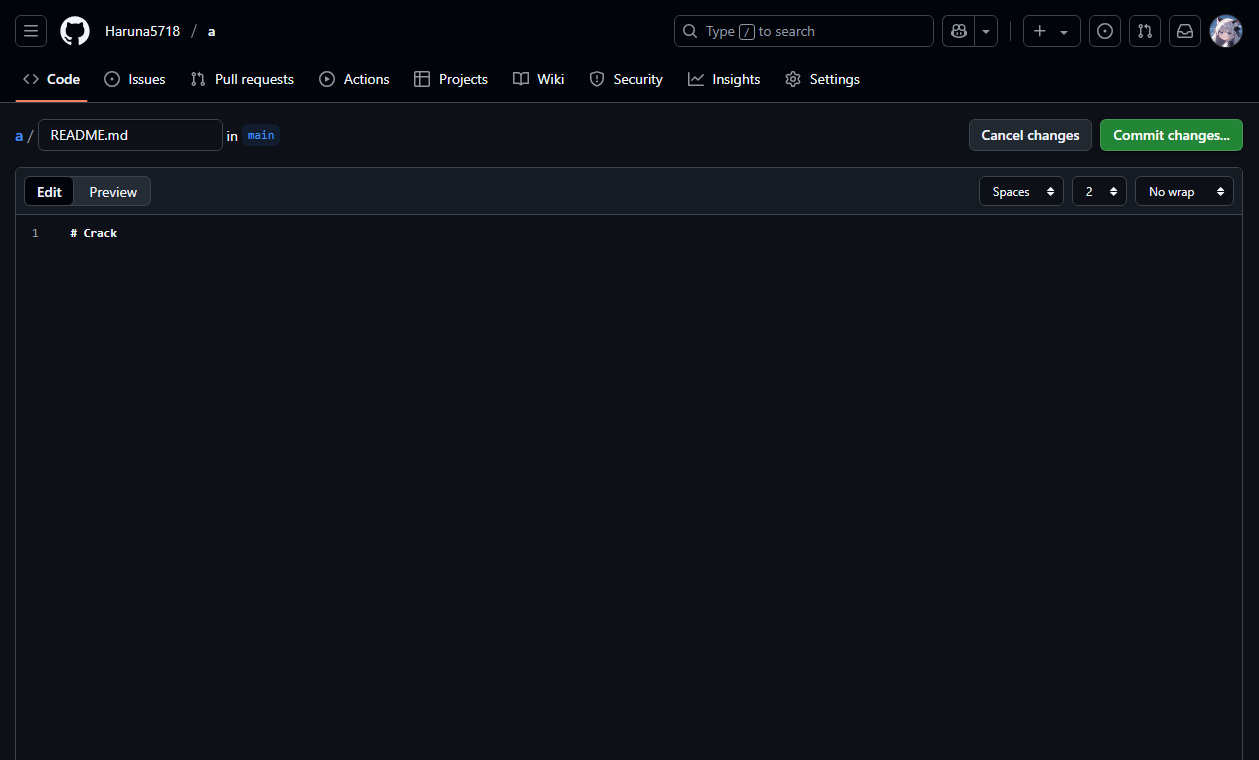 Haruna5718 / a
Type / to search
Code
Issues
Pull requests
Actions
Projects
Wiki
Security
Insights
Settings
a / README.md in main
Cancel changes
Commit changes...
Edit
Preview
Spaces
2
No wrap
1 # Crack